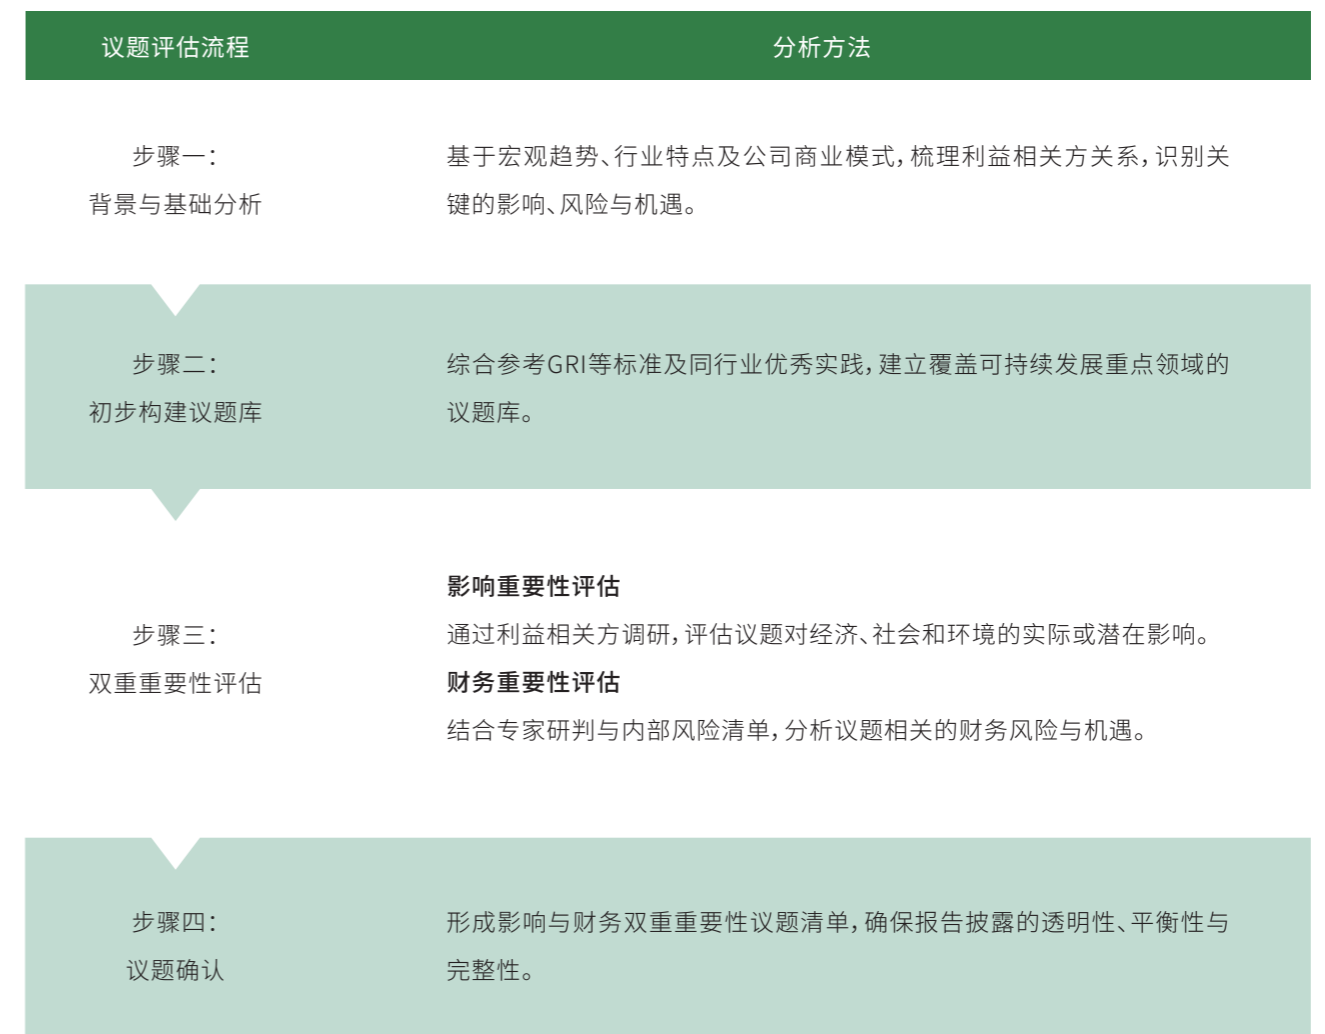 议题评估流程
分析方法
步骤一：
背景与基础分析
基于宏观趋势、行业特点及公司商业模式，梳理利益相关方关系，识别关
键的影响、风险与机遇。
步骤二：
初步构建议题库
综合参考GRI等标准及同行业优秀实践，建立覆盖可持续发展重点领域的
议题库。
步骤三：
双重重要性评估
影响重要性评估
通过利益相关方调研，评估议题对经济、社会和环境的实际或潜在影响。
财务重要性评估
结合专家研判与内部风险清单，分析议题相关的财务风险与机遇。
步骤四：
议题确认
形成影响与财务双重重要性议题清单，确保报告披露的透明性、平衡性与
完整性。